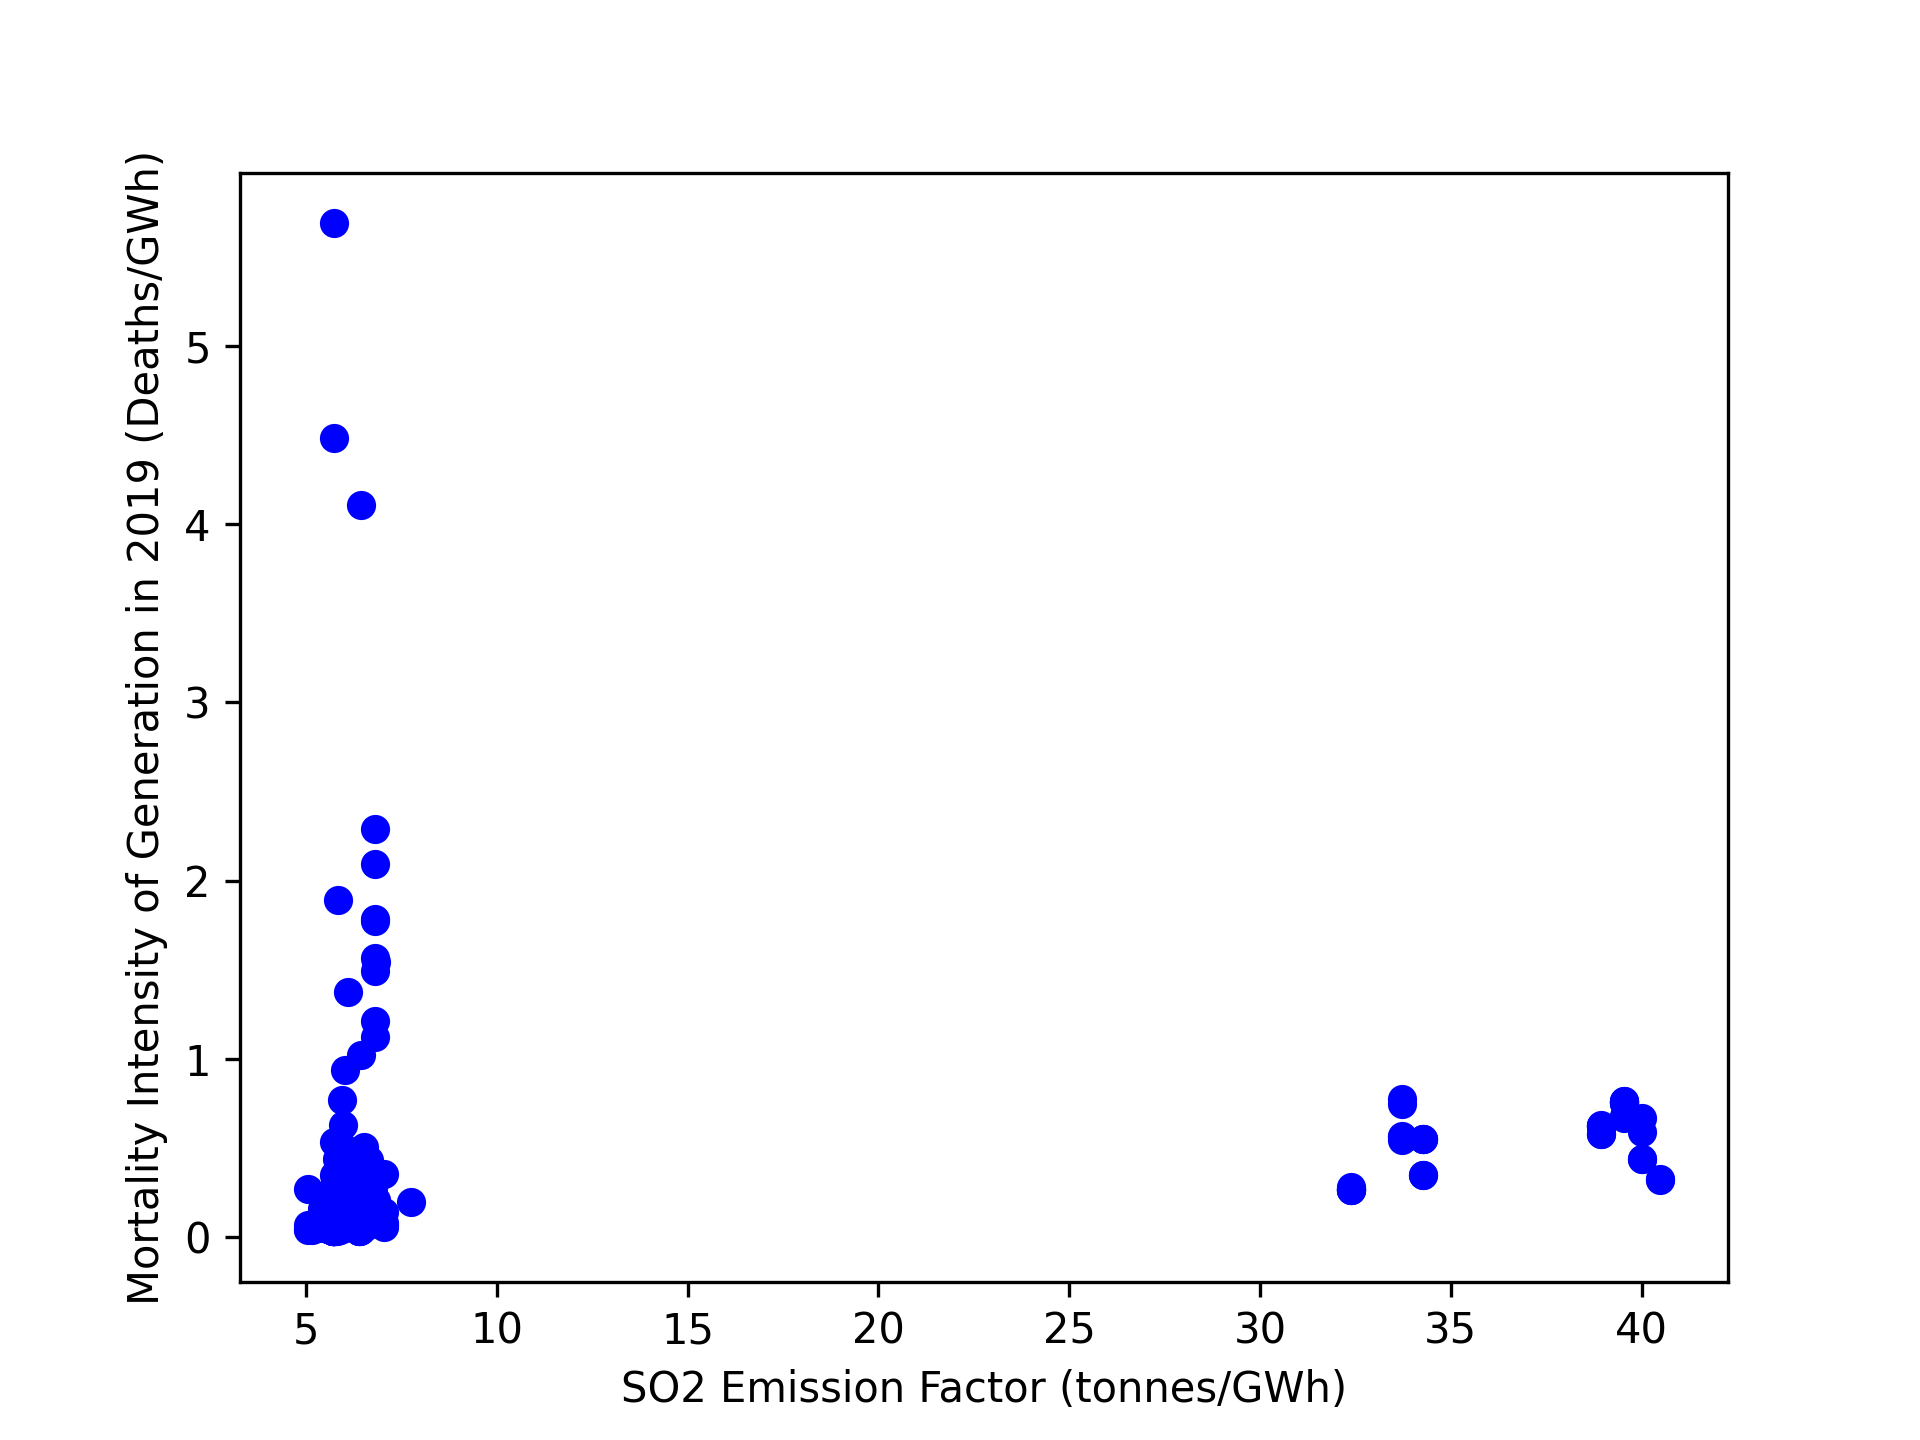 Mortality Intensity of Generation in 2019 (Deaths/GWh)
5
4
3
2
1
0
5 10 15 20 25 30 35 40
SO2 Emission Factor (tonnes/GWh)